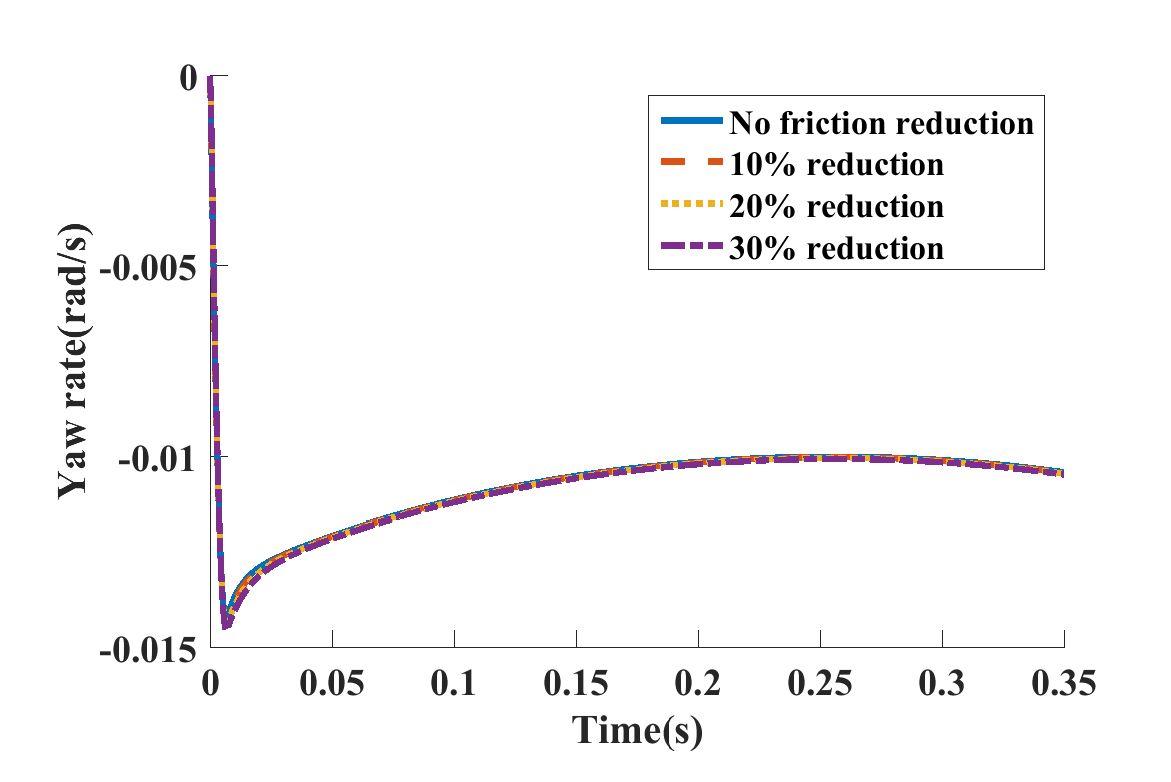 0
-0.005
-0.01
-0.015
Yaw rate(rad/s)
No friction reduction
10% reduction
20% reduction
30% reduction
0 0.05 0.1 0.15 0.2 0.25 0.3 0.35
Time(s)